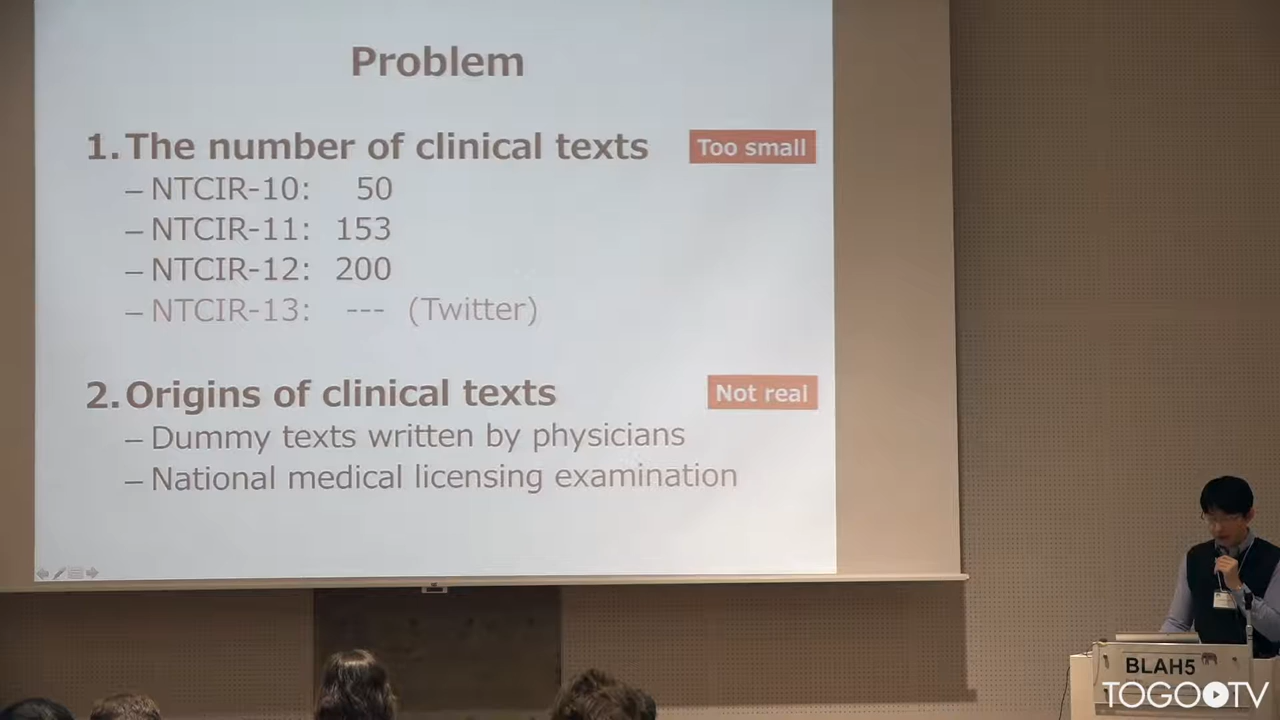 Problem
1. The number of clinical texts Too small
– NTCIR-10: 50
– NTCIR-11: 153
– NTCIR-12: 200
– NTCIR-13: --- (Twitter)
2. Origins of clinical texts Not real
– Dummy texts written by physicians
– National medical licensing examination
BLAH5
TOGOTV